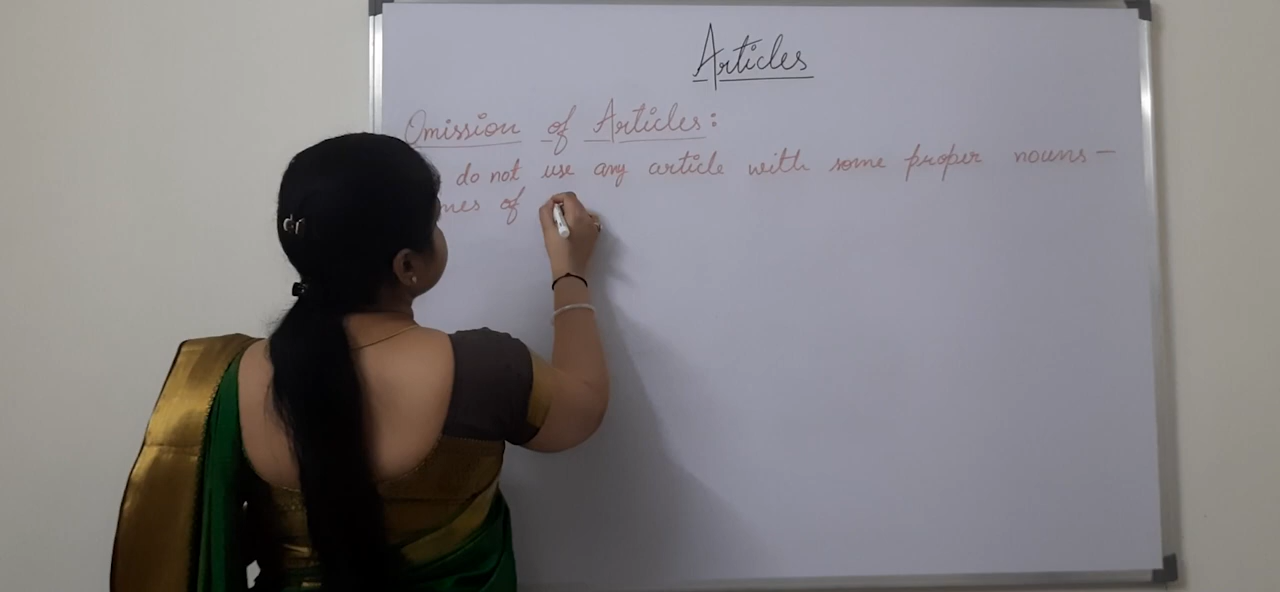 Articles
Omission of Articles:
do not use any article with some proper nouns –
of